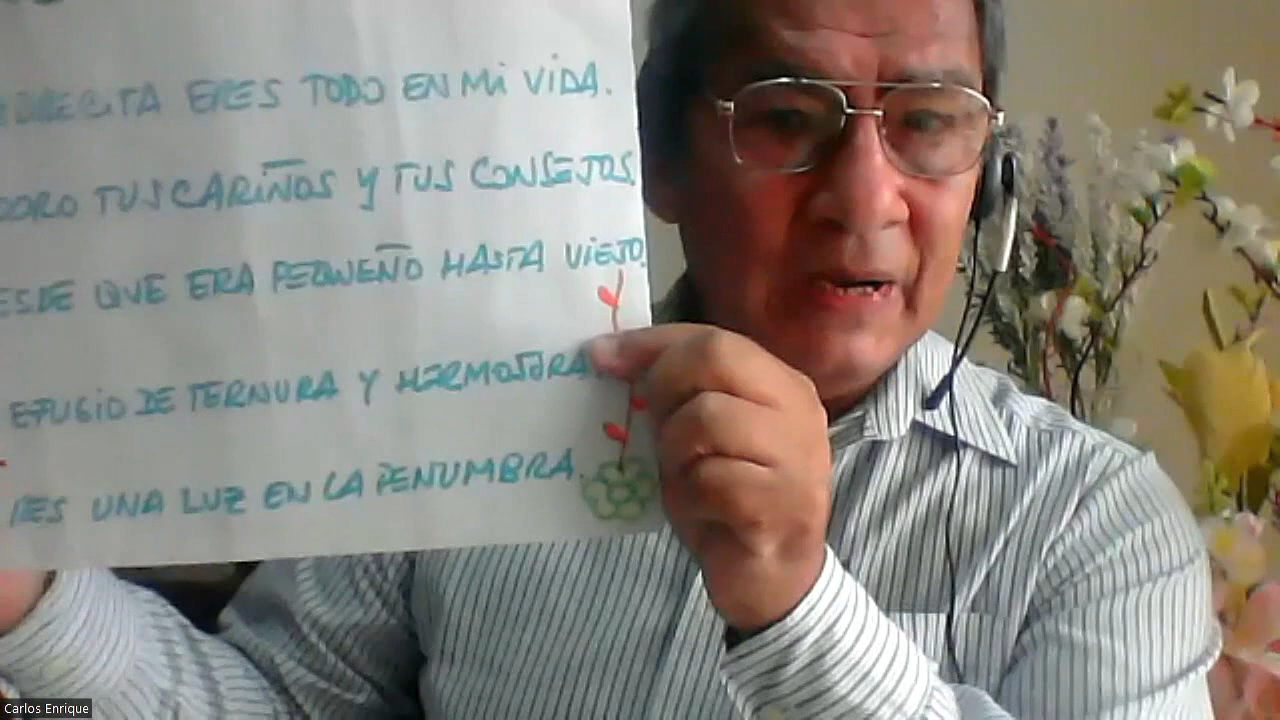 ERES TODO EN MI VIDA.
TUS CARIÑOS Y TUS CONSEJOS.
QUE ERA PEQUEÑO HASTA VIEJO.
DE TERNURA Y HERMOSURA
UNA LUZ EN LA PENUMBRA.
Carlos Enrique